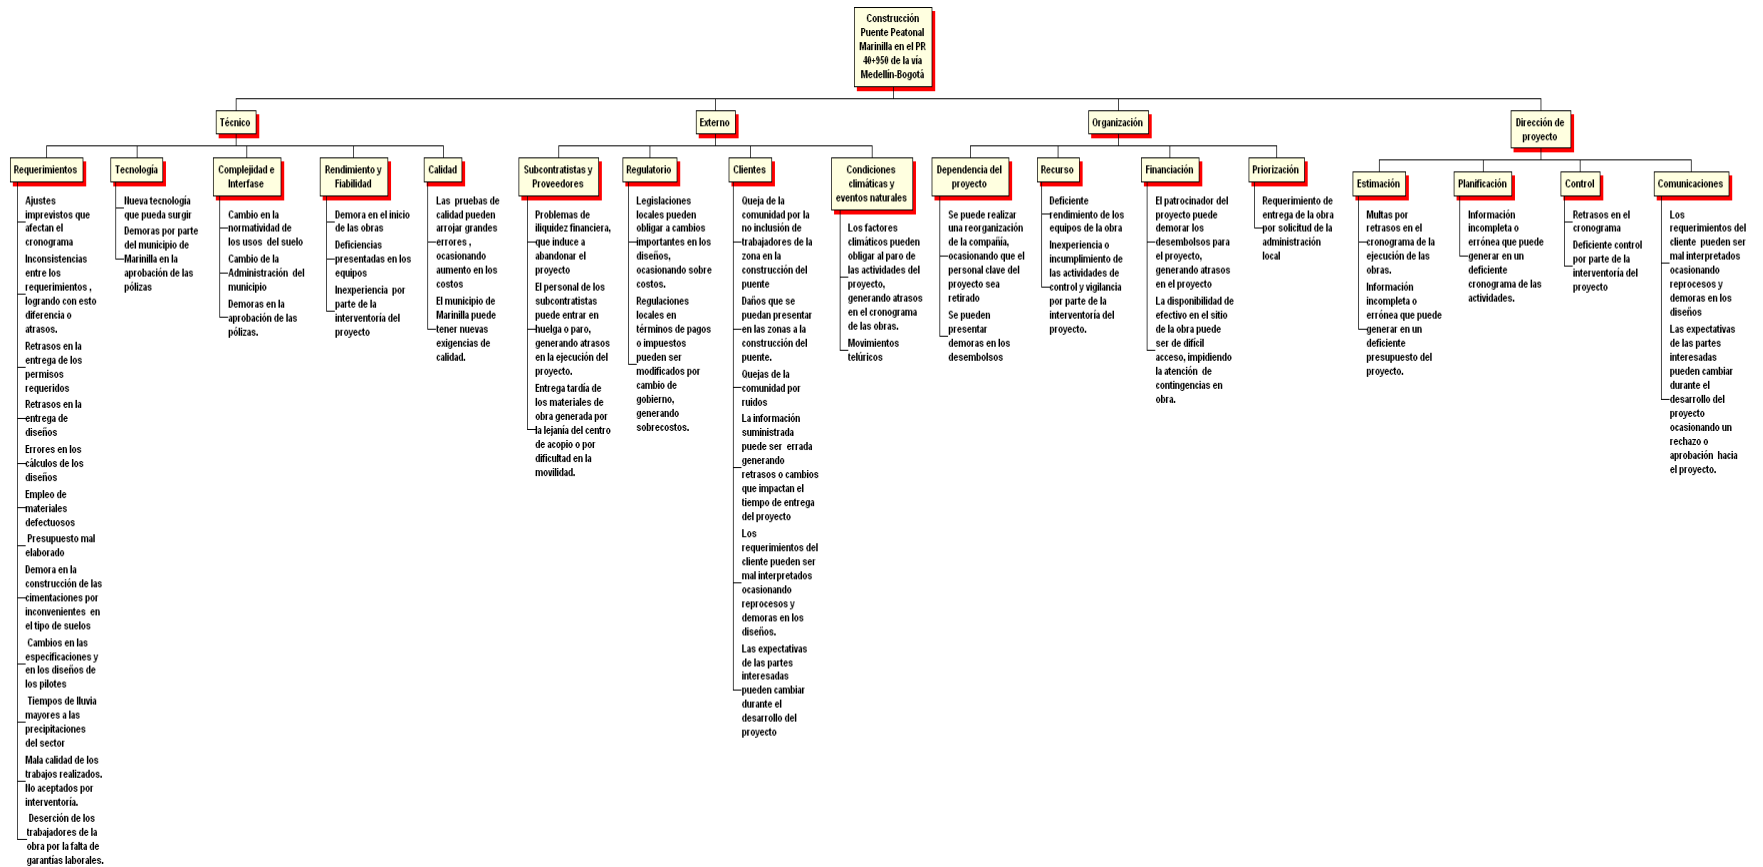 Construcción
Puente Peatonal
Marinilla en el PR
40+950 de la vía
Medellín-Bogotá
Técnico
Externo
Organización
Dirección de
proyecto
Requerimientos
Ajustes
imprevistos que
afectan el
cronograma
Inconsistencias
entre los
requerimientos ,
logrando con esto
diferencia o
atrasos.
Retrasos en la
entrega de los
permisos
requeridos
Retrasos en la
entrega de
diseños
Errores en los
cálculos de los
diseños
Empleo de
materiales
defectuosos
Presupuesto mal
elaborado
Demora en la
construcción de las
cimentaciones por
inconvenientes en
el tipo de suelos
Cambios en las
especificaciones y
en los diseños de
los pilotes
Tiempos de lluvia
mayores a las
precipitaciones
del sector
Mala calidad de los
trabajos realizados.
No aceptados por
interventoría.
Deserción de los
trabajadores de la
obra por la falta de
garantías laborales.
Tecnología
Nueva tecnología
que pueda surgir
Demoras por parte
del municipio de
Marinilla en la
aprobación de las
pólizas
Complejidad e
Interfase
Cambio en la
normatividad de
los usos del suelo
Cambio de la
Administración del
municipio
Demoras en la
aprobación de las
pólizas.
Rendimiento y
Fiabilidad
Demora en el inicio
de las obras
Deficiencias
presentadas en los
equipos
Inexperiencia por
parte de la
interventoría del
proyecto
Calidad
Las pruebas de
calidad pueden
arrojar grandes
errores ,
ocasionando
aumento en los
costos
El municipio de
Marinilla puede
tener nuevas
exigencias de
calidad.
Subcontratistas y
Proveedores
Problemas de
iliquidez financiera,
que induce a
abandonar el
proyecto
El personal de los
subcontratistas
puede entrar en
huelga o paro,
generando atrasos
en la ejecución del
proyecto.
Entrega tardía de
los materiales de
obra generada por
la lejanía del centro
de acopio o por
dificultad en la
movilidad.
Regulatorio
Legislaciones
locales pueden
obligar a cambios
importantes en los
diseños,
ocasionando sobre
costos.
Regulaciones
locales en
términos de pagos
o impuestos
pueden ser
modificados por
cambio de
gobierno,
generando
sobrecostos.
Clientes
Queja de la
comunidad por la
no inclusión de
trabajadores de la
zona en la
construcción del
puente
Daños que se
puedan presentar
en las zonas a la
construcción del
puente.
Quejas de la
comunidad por
ruidos
La información
suministrada
puede ser errada
generando
retrasos o cambios
que impactan el
tiempo de entrega
del proyecto
Los
requerimientos del
cliente pueden ser
mal interpretados
ocasionando
reprocesos y
demoras en los
diseños.
Las expectativas
de las partes
interesadas
pueden cambiar
durante el
desarrollo del
proyecto
Condiciones
climáticas y
eventos naturales
Los factores
climáticos pueden
obligar al paro de
las actividades del
proyecto,
generando atrasos
en el cronograma
de las obras.
Movimientos
telúricos
Dependencia del
proyecto
Se puede realizar
una reorganización
de la compañía,
ocasionando que el
personal clave del
proyecto sea
retirado
Se pueden
presentar
demoras en los
desembolsos
Recurso
Deficiente
rendimiento de los
equipos de la obra
Inexperiencia o
incumplimiento de
las actividades de
control y vigilancia
por parte de la
interventoría del
proyecto.
Financiación
El patrocinador del
proyecto puede
demorar los
desembolsos para
el proyecto,
generando atrasos
en el proyecto
La disponibilidad de
efectivo en el sitio
de la obra puede
ser de difícil
acceso, impidiendo
la atención de
contingencias en
obra.
Priorización
Requerimiento de
entrega de la obra
por solicitud de la
administración
local
Estimación
Multas por
retrasos en el
cronograma de la
ejecución de las
obras.
Información
incompleta o
errónea que puede
generar en un
deficiente
presupuesto del
proyecto.
Planificación
Información
incompleta o
errónea que puede
generar en un
deficiente
cronograma de las
actividades.
Control
Retrasos en el
cronograma
Deficiente control
por parte de la
interventoría del
proyecto
Comunicaciones
Los
requerimientos del
cliente pueden ser
mal interpretados
ocasionando
reprocesos y
demoras en los
diseños
Las expectativas
de las partes
interesadas
pueden cambiar
durante el
desarrollo del
proyecto
ocasionando un
rechazo o
aprobación hacia
el proyecto.